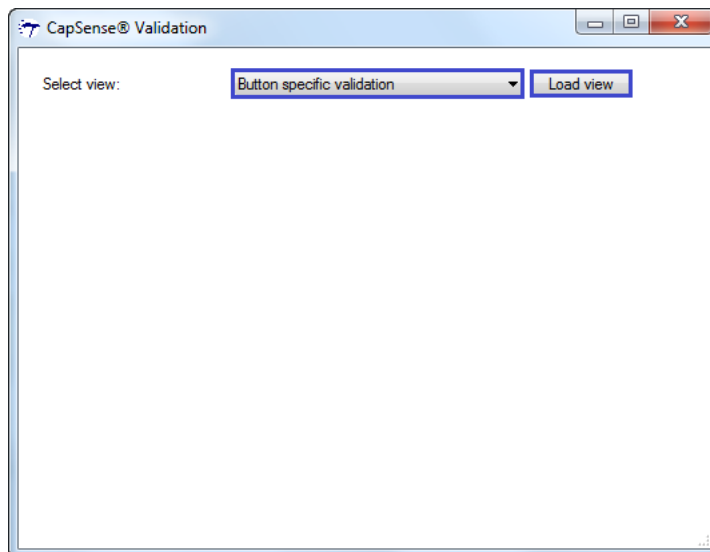 CapSense® Validation
Select view: Button specific validation Load view